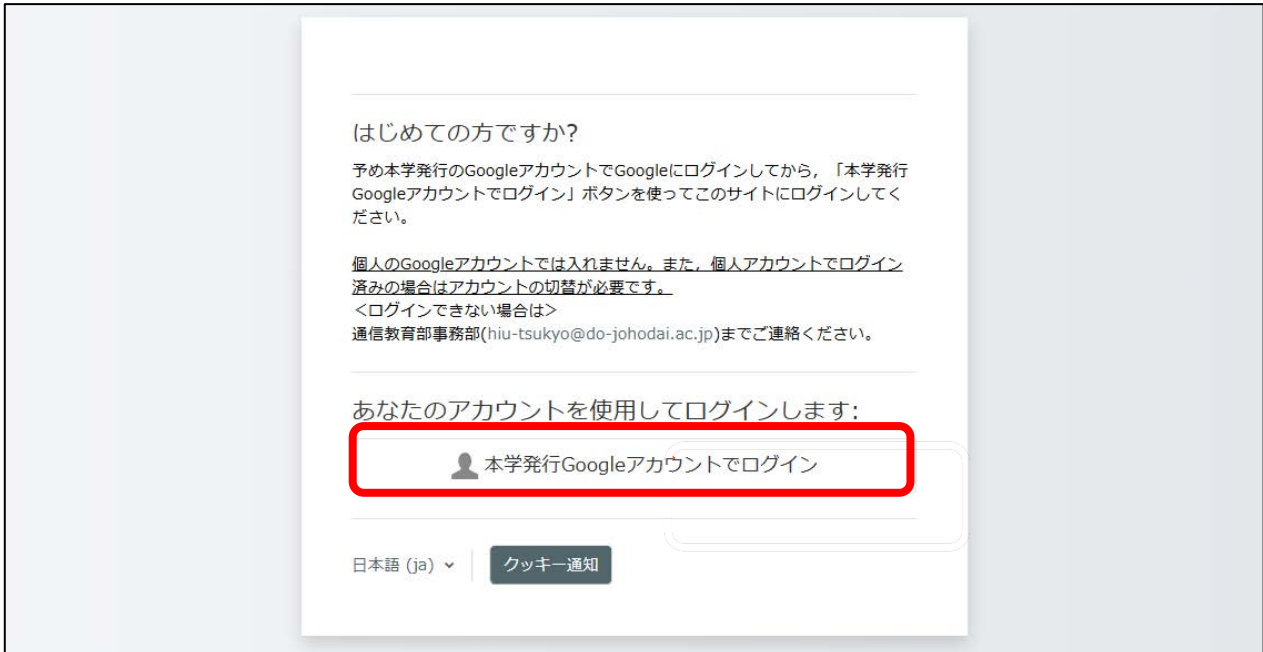 はじめての方ですか?
予め本学発行のGoogleアカウントでGoogleにログインしてから，「本学発行
Googleアカウントでログイン」ボタンを使ってこのサイトにログインしてく
ださい。
個人のGoogleアカウントでは入れません。また，個人アカウントでログイン
済みの場合はアカウントの切替が必要です。
＜ログインできない場合は＞
通信教育部事務部(hiu-tsukyo@do-johodai.ac.jp)までご連絡ください。
あなたのアカウントを使用してログインします:
本学発行Googleアカウントでログイン
日本語 (ja)
クッキー通知